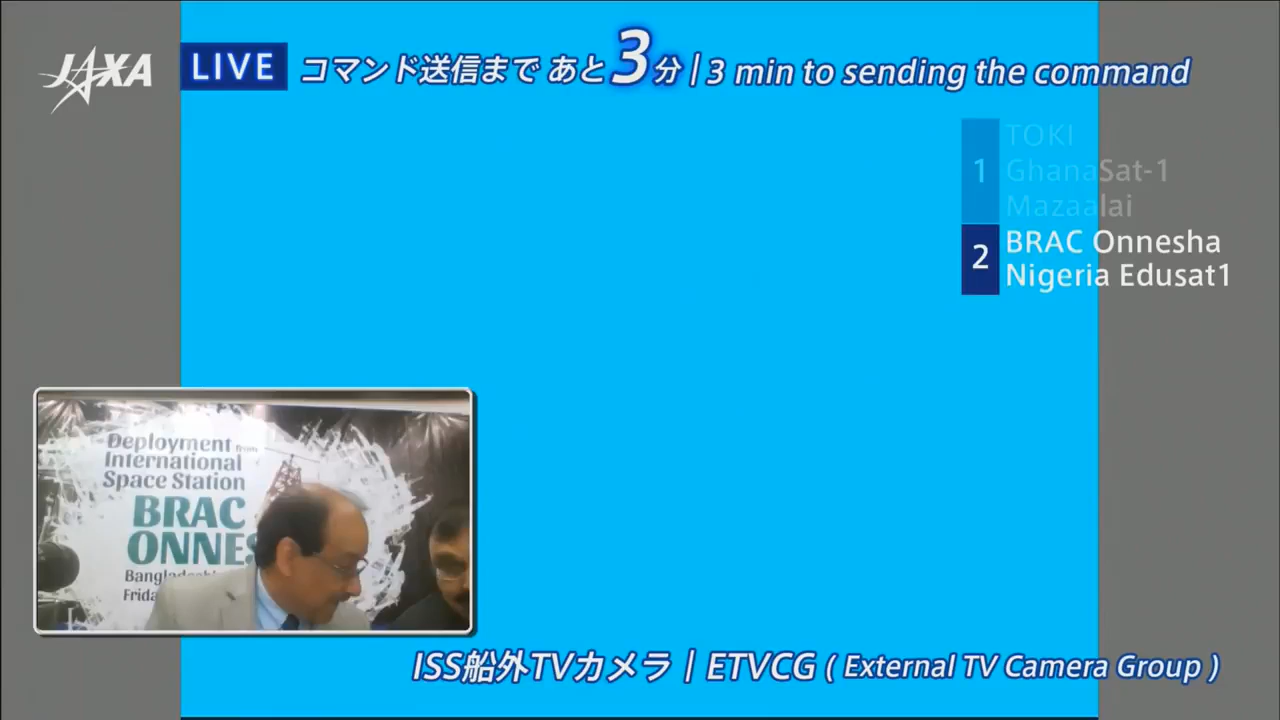 JAXA
LIVE
コマンド送信まで あと3分 | 3 min to sending the command
1
TOKI
GhanaSat-1
Mazaalai
2
BRAC Onnesha
Nigeria Edusat1
Deployment from
International
Space Station
BRAC
ONNES
ISS船外TVカメラ | ETVCG ( External TV Camera Group )